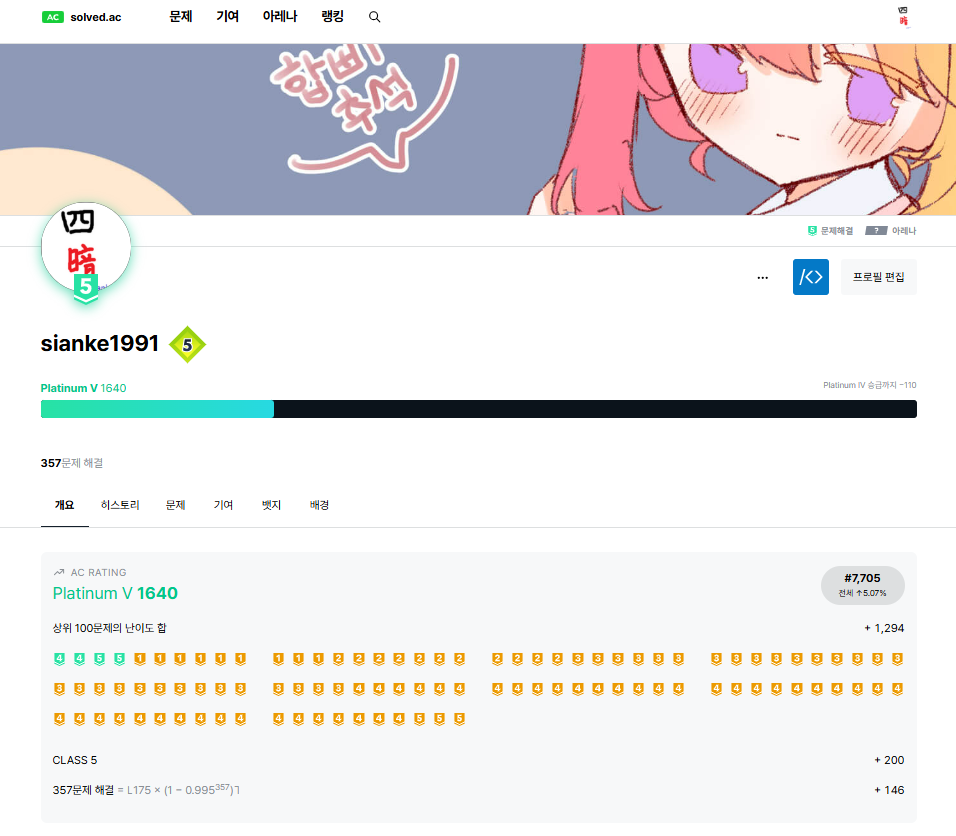 AC solved.ac 문제 기여 아레나 랭킹
四
暗
합삐
추석
5 문제해결 ? 아레나
四
暗
5
... /<> 프로필 편집
sianke1991 5
Platinum V 1640 Platinum IV 승급까지 −110
357문제 해결
개요 히스토리 문제 기여 뱃지 배경
AC RATING
Platinum V 1640
#7,705
전체 ↑5.07%
상위 100문제의 난이도 합 + 1,294
4 4 5 5 1 1 1 1 1 1 1 1 1 2 2 2 2 2 2 2 2 2 2 2 3 3 3 3 3 3 3 3 3 3 3 3 3 3 3 3
3 3 3 3 3 3 3 3 3 3 3 3 3 3 4 4 4 4 4 4 4 4 4 4 4 4 4 4 4 4 4 4 4 4 4 4 4 4 4 4
4 4 4 4 4 4 4 4 4 4 4 4 4 4 4 4 4 5 5 5
CLASS 5 + 200
357문제 해결 = ⌊175 × (1 − 0.995³⁵⁷)⌉ + 146